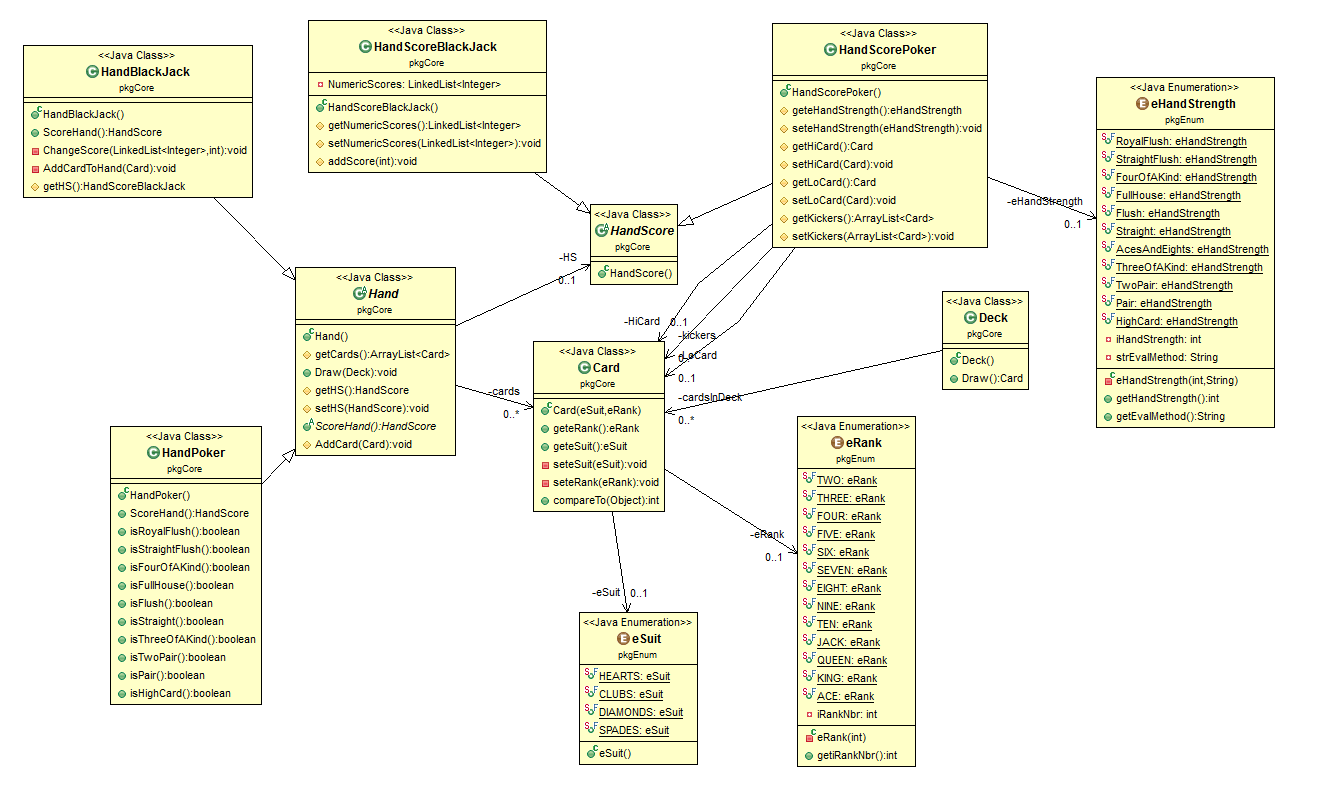 <<Java Class>>
HandBlackJack
pkgCore
HandBlackJack()
ScoreHand():HandScore
ChangeScore(LinkedList<Integer>,int):void
AddCardToHand(Card):void
getHS():HandScoreBlackJack
<<Java Class>>
HandScoreBlackJack
pkgCore
NumericScores: LinkedList<Integer>
HandScoreBlackJack()
getNumericScores():LinkedList<Integer>
setNumericScores(LinkedList<Integer>):void
addScore(int):void
<<Java Class>>
HandScorePoker
pkgCore
HandScorePoker()
geteHandStrength():eHandStrength
seteHandStrength(eHandStrength):void
getHiCard():Card
setHiCard(Card):void
getLoCard():Card
setLoCard(Card):void
getKickers():ArrayList<Card>
setKickers(ArrayList<Card>):void
<<Java Enumeration>>
eHandStrength
pkgEnum
RoyalFlush: eHandStrength
StraightFlush: eHandStrength
FourOfAKind: eHandStrength
FullHouse: eHandStrength
Flush: eHandStrength
Straight: eHandStrength
AcesAndEights: eHandStrength
ThreeOfAKind: eHandStrength
TwoPair: eHandStrength
Pair: eHandStrength
HighCard: eHandStrength
iHandStrength: int
strEvalMethod: String
eHandStrength(int,String)
getHandStrength():int
getEvalMethod():String
-eHandStrength
0..1
<<Java Class>>
HandScore
pkgCore
HandScore()
-HS
0..1
<<Java Class>>
Hand
pkgCore
Hand()
getCards():ArrayList<Card>
Draw(Deck):void
getHS():HandScore
setHS(HandScore):void
ScoreHand():HandScore
AddCard(Card):void
-cards
0..*
<<Java Class>>
Deck
pkgCore
Deck()
Draw():Card
-HiCard
0..1
-kickers
-LoCard
0..1
-cardsInDeck
0..*
<<Java Class>>
Card
pkgCore
Card(eSuit,eRank)
geteRank():eRank
geteSuit():eSuit
seteSuit(eSuit):void
seteRank(eRank):void
compareTo(Object):int
<<Java Class>>
HandPoker
pkgCore
HandPoker()
ScoreHand():HandScore
isRoyalFlush():boolean
isStraightFlush():boolean
isFourOfAKind():boolean
isFullHouse():boolean
isFlush():boolean
isStraight():boolean
isThreeOfAKind():boolean
isTwoPair():boolean
isPair():boolean
isHighCard():boolean
-eRank
0..1
-eSuit
0..1
<<Java Enumeration>>
eRank
pkgEnum
TWO: eRank
THREE: eRank
FOUR: eRank
FIVE: eRank
SIX: eRank
SEVEN: eRank
EIGHT: eRank
NINE: eRank
TEN: eRank
JACK: eRank
QUEEN: eRank
KING: eRank
ACE: eRank
iRankNbr: int
eRank(int)
getiRankNbr():int
<<Java Enumeration>>
eSuit
pkgEnum
HEARTS: eSuit
CLUBS: eSuit
DIAMONDS: eSuit
SPADES: eSuit
eSuit()